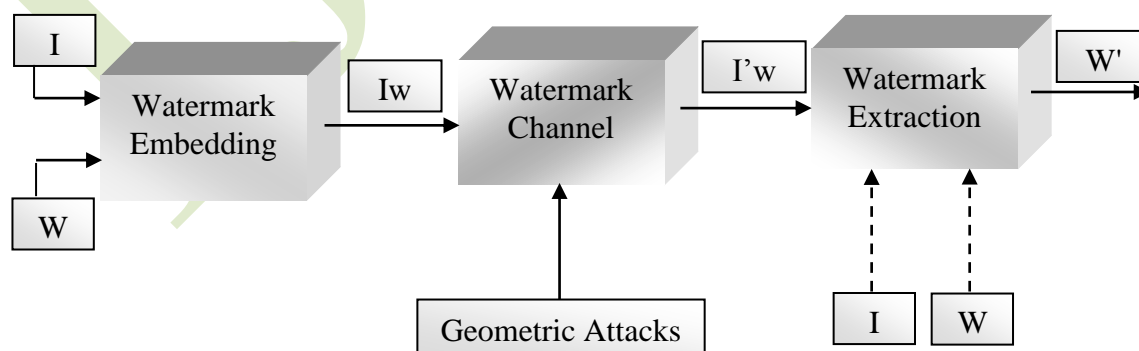 I
Watermark
Embedding
W
Iw
Watermark
Channel
Geometric Attacks
I’w
Watermark
Extraction
I
W
W'